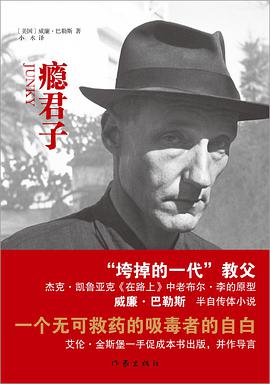 [美国] 威廉·巴勒斯 著
小水 译
瘾君子
JUNKY
“垮掉的一代”教父
杰克·凯鲁亚克《在路上》中老布尔·李的原型
威廉·巴勒斯 半自传体小说
一个无可救药的吸毒者的自白
艾伦·金斯堡一手促成本书出版，并作导言
作家出版社